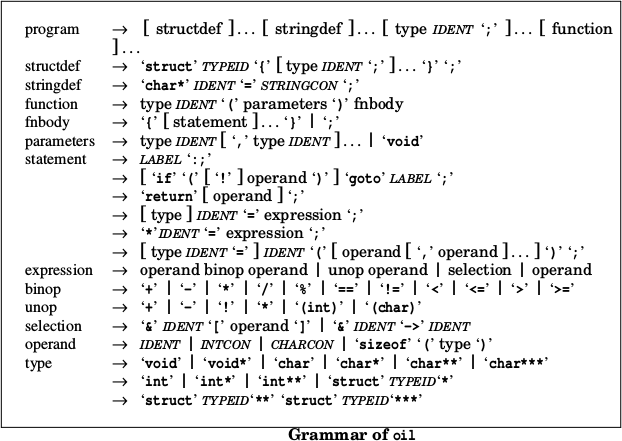 program → [ structdef ]... [ stringdef ]... [ type IDENT ‘;’ ]... [ function
]...
structdef → ‘struct’ TYPEID ‘{’ [ type IDENT ‘;’ ]... ‘}’ ‘;’
stringdef → ‘char*’ IDENT ‘=’ STRINGCON ‘;’
function → type IDENT ‘(’ parameters ‘)’ fnbody
fnbody → ‘{’ [ statement ]... ‘}’ | ‘;’
parameters → type IDENT [ ‘,’ type IDENT ]... | ‘void’
statement → LABEL ‘:;’
→ [ ‘if’ ‘(’ [ ‘!’ ] operand ‘)’ ] ‘goto’ LABEL ‘;’
→ ‘return’ [ operand ] ‘;’
→ [ type ] IDENT ‘=’ expression ‘;’
→ ‘*’ IDENT ‘=’ expression ‘;’
→ [ type IDENT ‘=’ ] IDENT ‘(’ [ operand [ ‘,’ operand ]... ] ‘)’ ‘;’
expression → operand binop operand | unop operand | selection | operand
binop → ‘+’ | ‘-’ | ‘*’ | ‘/’ | ‘%’ | ‘==’ | ‘!=’ | ‘<’ | ‘<=’ | ‘>’ | ‘>=’
unop → ‘+’ | ‘-’ | ‘!’ | ‘*’ | ‘(int)’ | ‘(char)’
selection → ‘&’ IDENT ‘[’ operand ‘]’ | ‘&’ IDENT ‘->’ IDENT
operand → IDENT | INTCON | CHARCON | ‘sizeof’ ‘(’ type ‘)’
type → ‘void’ | ‘void*’ | ‘char’ | ‘char*’ | ‘char**’ | ‘char***’
→ ‘int’ | ‘int*’ | ‘int**’ | ‘struct’ TYPEID‘*’
→ ‘struct’ TYPEID‘**’ ‘struct’ TYPEID‘***’
Grammar of oil